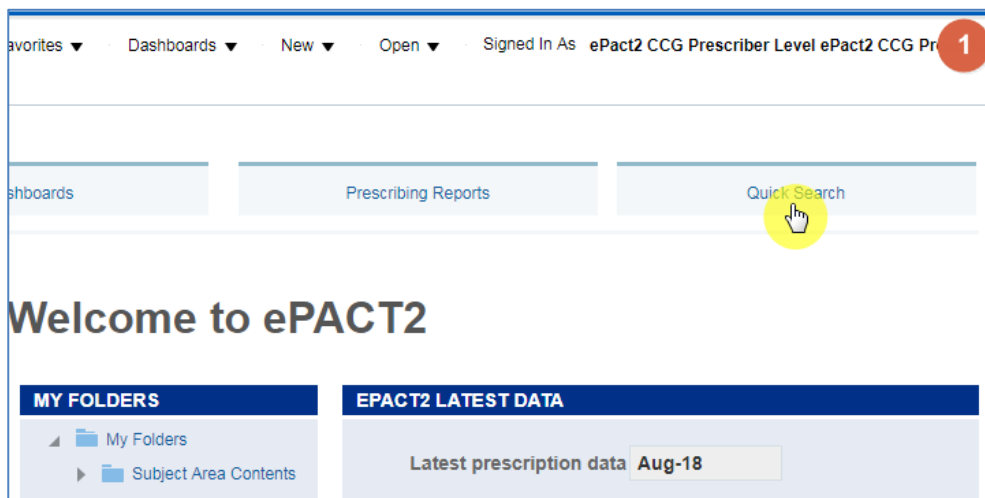 avorites ▼ Dashboards ▼ New ▼ Open ▼ Signed In As ePact2 CCG Prescriber Level ePact2 CCG Pr
1
shboards Prescribing Reports Quick Search
Welcome to ePACT2
MY FOLDERS
My Folders
Subject Area Contents
EPACT2 LATEST DATA
Latest prescription data Aug-18